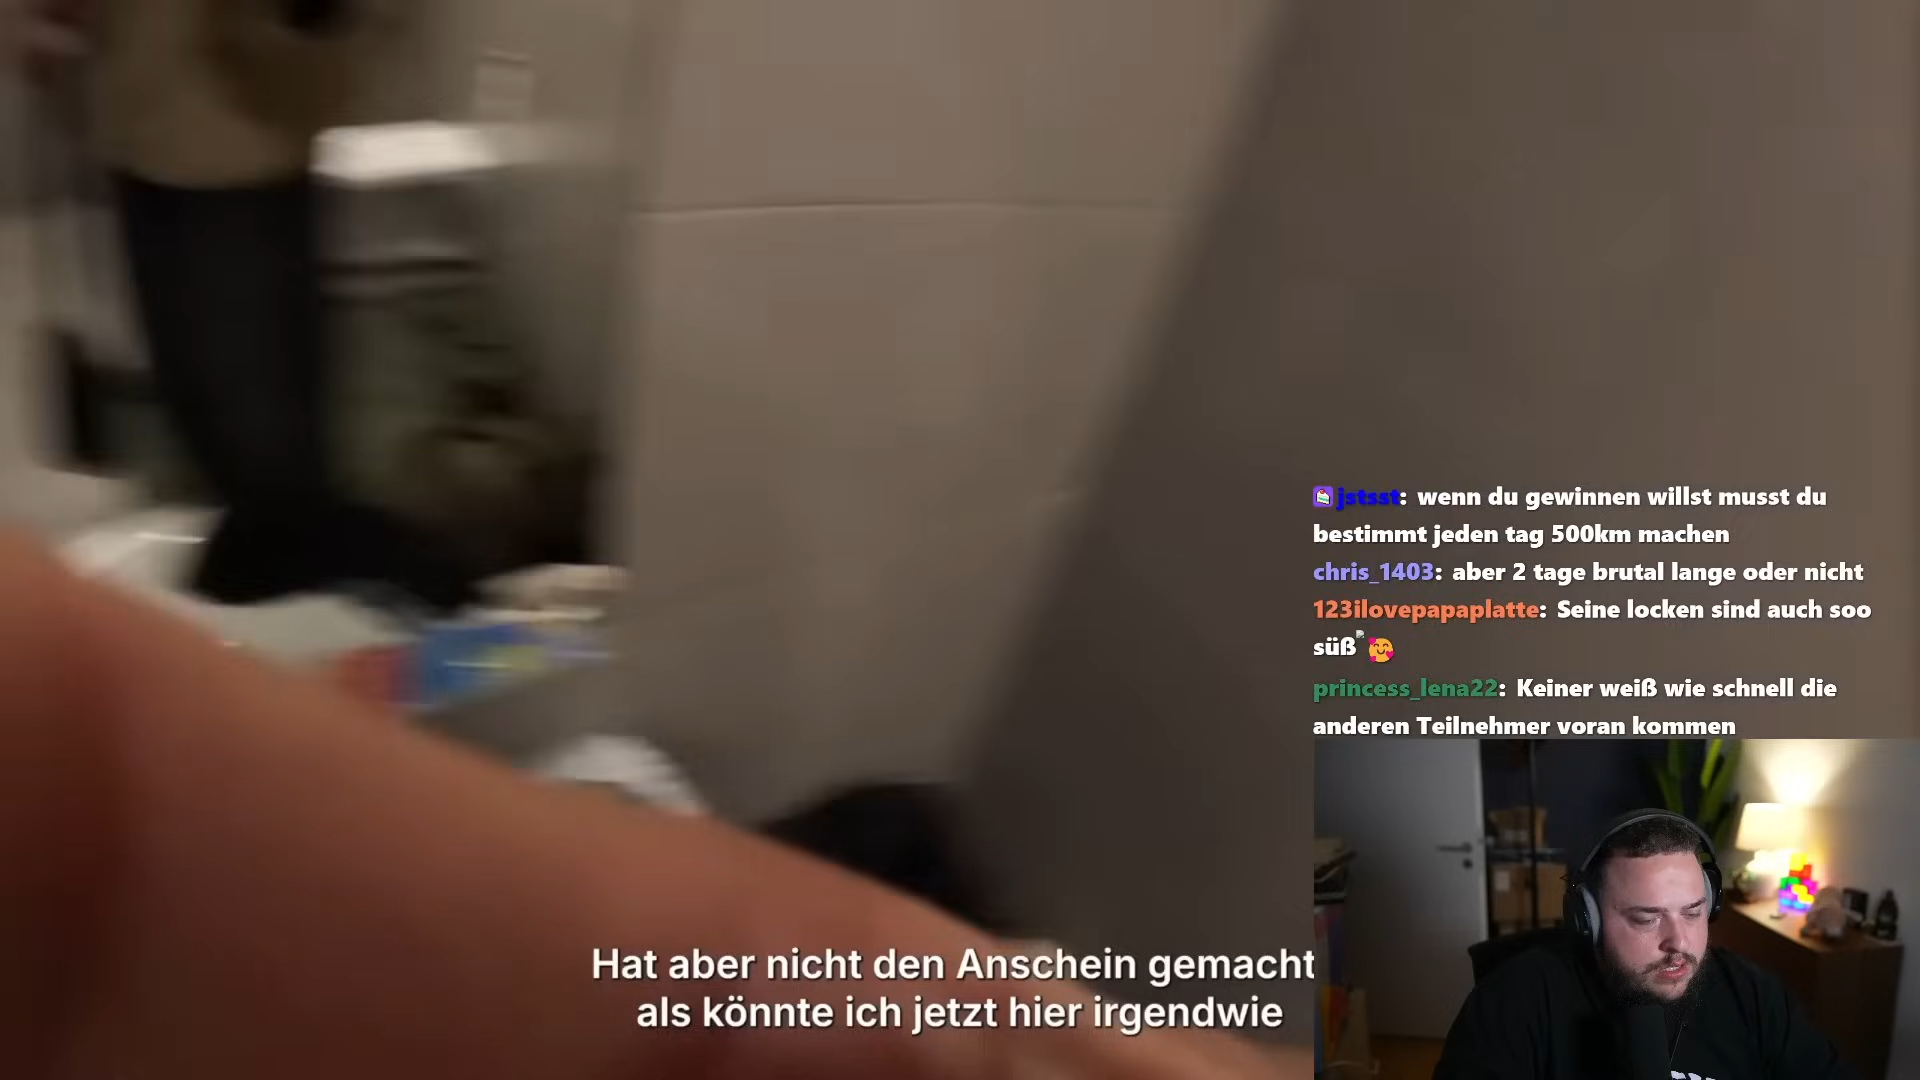 jstsst: wenn du gewinnen willst musst du
bestimmt jeden tag 500km machen
chris_1403: aber 2 tage brutal lange oder nicht
123ilovepapaplatte: Seine locken sind auch soo
süß 🥰
princess_lena22: Keiner weiß wie schnell die
anderen Teilnehmer voran kommen
Hat aber nicht den Anschein gemacht
als könnte ich jetzt hier irgendwie